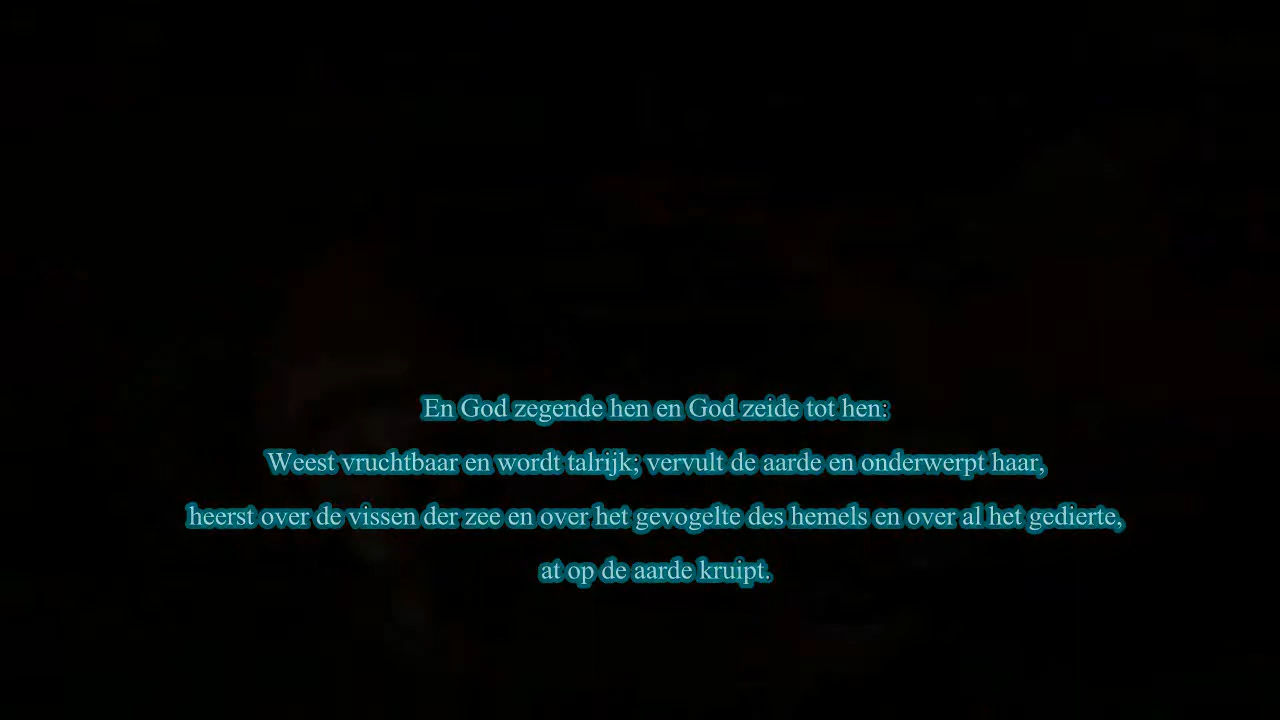 En God zegende hen en God zeide tot hen:
Weest vruchtbaar en wordt talrijk; vervult de aarde en onderwerpt haar,
heerst over de vissen der zee en over het gevogelte des hemels en over al het gedierte,
at op de aarde kruipt.